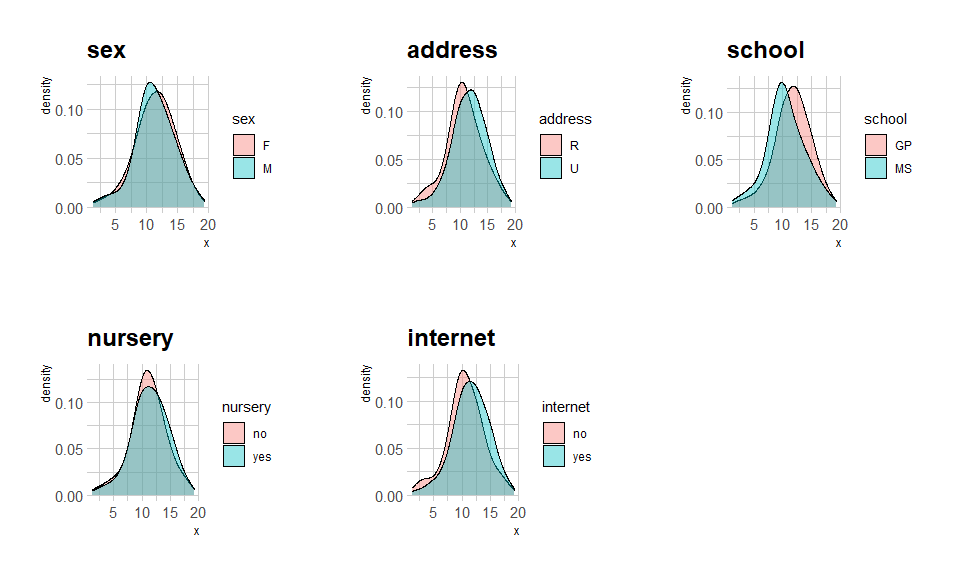 sex
density
0.10
0.05
0.00
5 10 15 20
x
sex
F
M
address
density
0.10
0.05
0.00
5 10 15 20
x
address
R
U
school
density
0.10
0.05
0.00
5 10 15 20
x
school
GP
MS
nursery
density
0.10
0.05
0.00
5 10 15 20
x
nursery
no
yes
internet
density
0.10
0.05
0.00
5 10 15 20
x
internet
no
yes